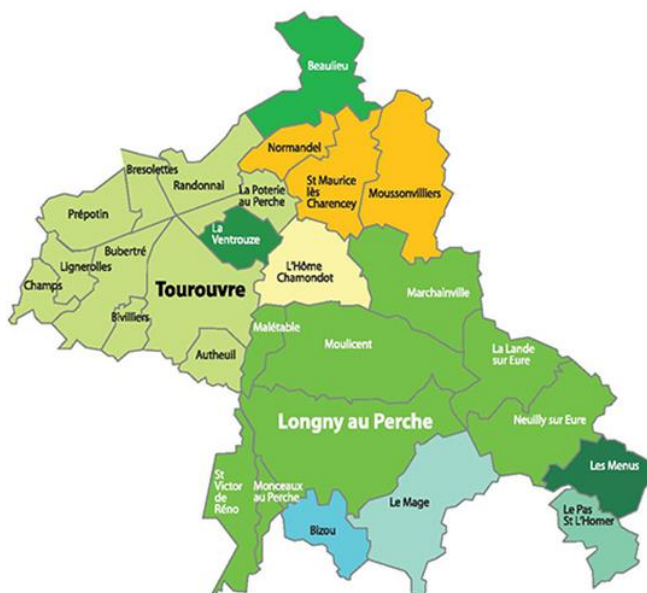 Beaulieu
Normandel
Bresolettes
Randonnai
St Maurice
lès
Charencey
Moussonvilliers
La Poterie
au Perche
Prépotin
La
Ventrouze
Bubertré
Lignerolles
L'Hôme
Chamondot
Champs
Tourouvre
Marchainville
Bivilliers
Malétable
Moulicent
Autheuil
La Lande
sur Eure
Longny au Perche
Neuilly sur Eure
St
Victor
de
Réno
Monceaux
au Perche
Les Menus
Le Mage
Le Pas
St L'Homer
Bizou